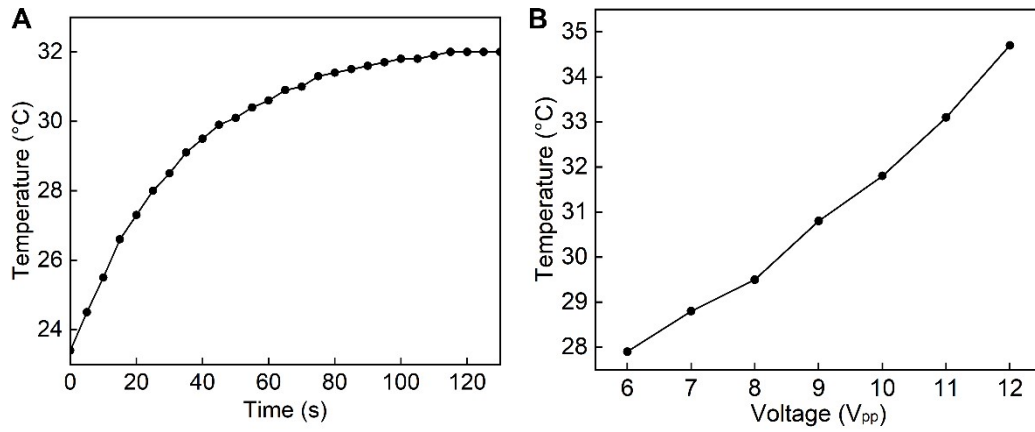 A
Temperature (°C)
32
30
28
26
24
0 20 40 60 80 100 120
Time (s)
B
Temperature (°C)
35
34
33
32
31
30
29
28
6 7 8 9 10 11 12
Voltage (Vpp)